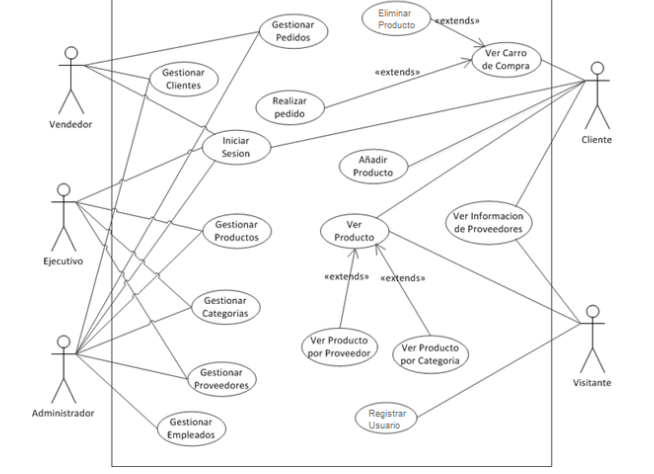 Eliminar
Producto
«extends»
Gestionar
Pedidos
Ver Carro
de Compra
Gestionar
Clientes
«extends»
Vendedor
Realizar
pedido
Cliente
Iniciar
Sesion
Añadir
Producto
Ejecutivo
Gestionar
Productos
Ver
Producto
Ver Informacion
de Proveedores
«extends»
«extends»
Gestionar
Categorias
Ver Producto
por Proveedor
Ver Producto
por Categoria
Visitante
Administrador
Gestionar
Proveedores
Registrar
Usuario
Gestionar
Empleados